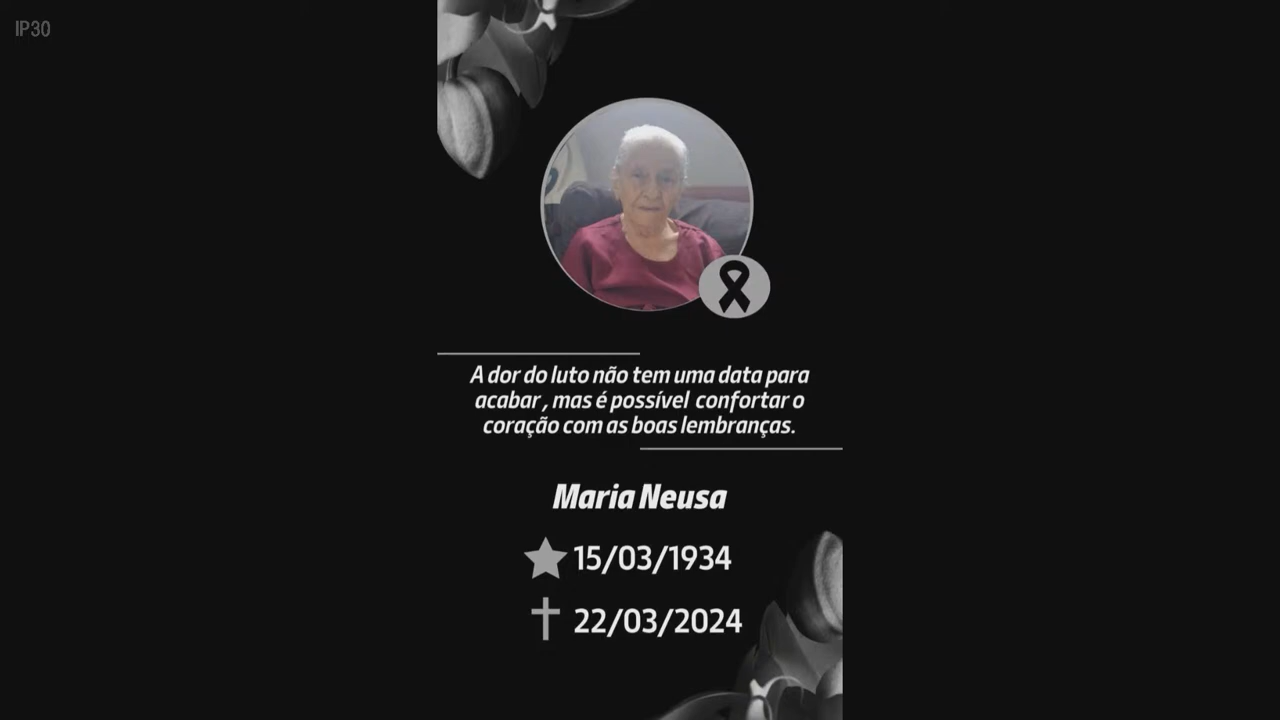 IP30
A dor do luto não tem uma data para
acabar , mas é possível confortar o
coração com as boas lembranças.
Maria Neusa
15/03/1934
22/03/2024